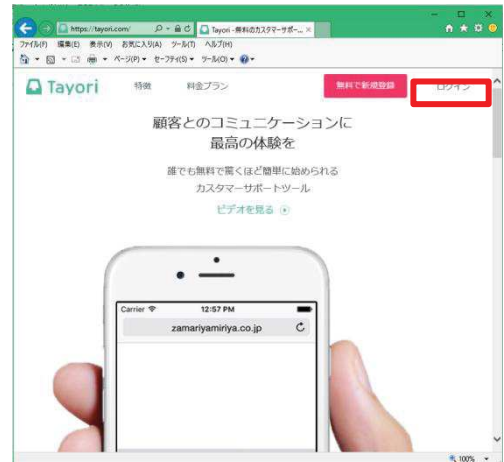 https://tayori.com/
Tayori - 無料のカスタマーサポー...
ファイル(F) 編集(E) 表示(V) お気に入り(A) ツール(T) ヘルプ(H)
ページ(P) セーフティ(S) ツール(O)
Tayori 特徴 料金プラン 無料で新規登録 ログイン
顧客とのコミュニケーションに
最高の体験を
誰でも無料で驚くほど簡単に始められる
カスタマーサポートツール
ビデオを見る
Carrier 12:57 PM
zamariyamiriya.co.jp
100%